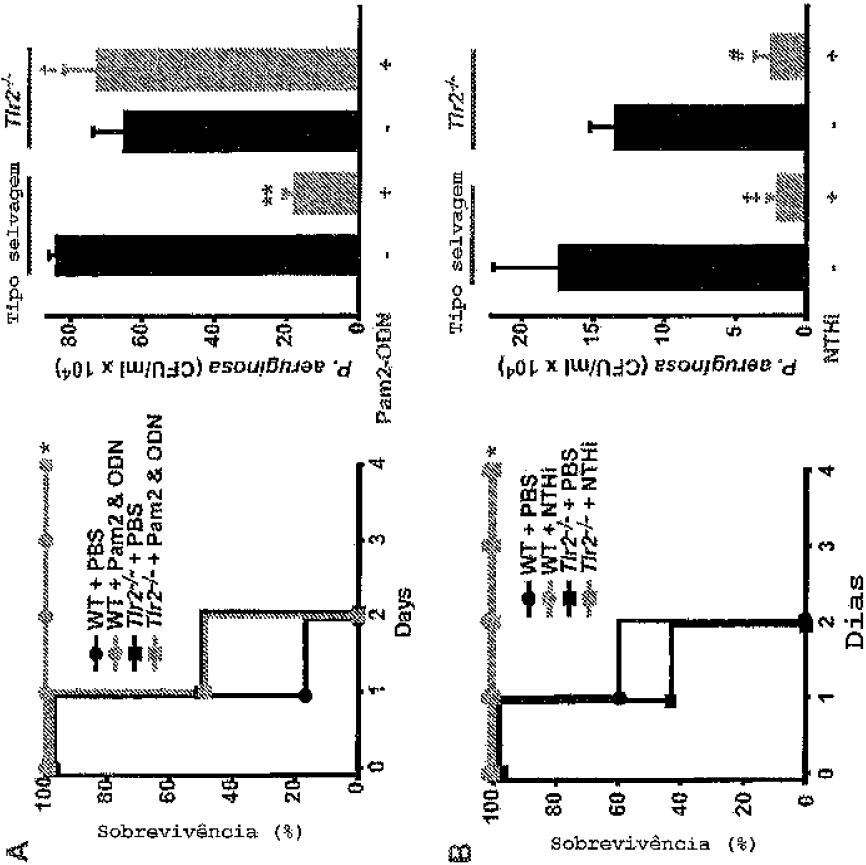 A
Sobrevivência (%)
100
80
60
40
20
0
0 1 2 3 4
Days
WT + PBS
WT + Pam2 & ODN
Tlr2-/- + PBS
Tlr2-/- + Pam2 & ODN
*
Tipo selvagem
Tlr2-/-
P. aeruginosa (CFU/ml x 10⁴)
80
60
40
20
0
**
Pam2-ODN - + - +
B
Sobrevivência (%)
100
80
60
40
20
0
0 1 2 3 4
Dias
WT + PBS
WT + NTHi
Tlr2-/- + PBS
Tlr2-/- + NTHi
*
Tipo selvagem
Tlr2-/-
P. aeruginosa (CFU/ml x 10⁴)
20
15
10
5
0
‡
#
NTHi - + - +